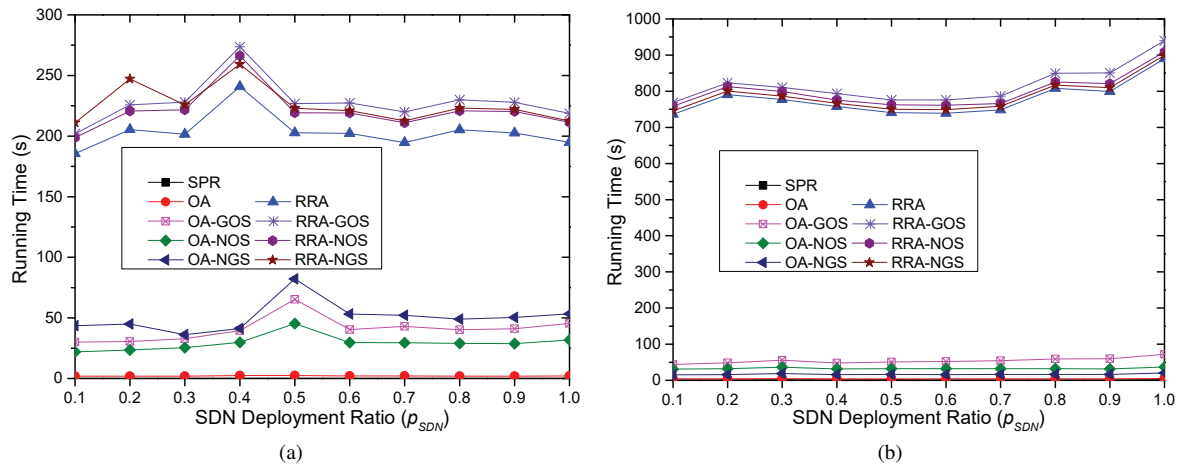 300
250
200
150
100
50
0
Running Time (s)
SPR
OA
RRA
OA-GOS
RRA-GOS
OA-NOS
RRA-NOS
OA-NGS
RRA-NGS
0.1 0.2 0.3 0.4 0.5 0.6 0.7 0.8 0.9 1.0
SDN Deployment Ratio (pSDN)
(a)
1000
900
800
700
600
500
400
300
200
100
0
Running Time (s)
SPR
OA
RRA
OA-GOS
RRA-GOS
OA-NOS
RRA-NOS
OA-NGS
RRA-NGS
0.1 0.2 0.3 0.4 0.5 0.6 0.7 0.8 0.9 1.0
SDN Deployment Ratio (pSDN)
(b)